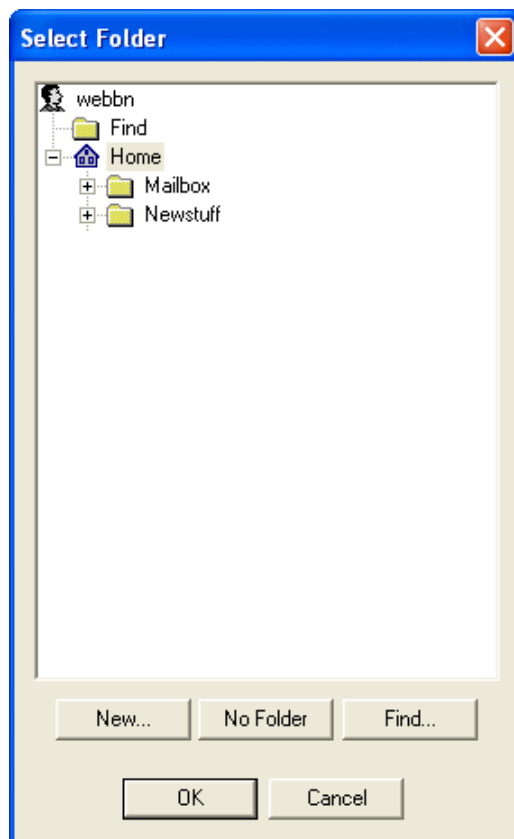 Select Folder
webbn
Find
Home
Mailbox
Newstuff
New... No Folder Find...
OK Cancel